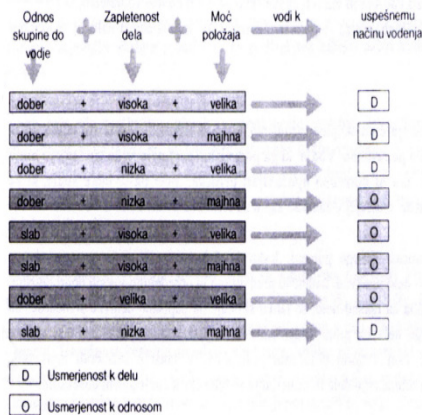 Odnos skupine do vodje + Zapletenost dela + Moč položaja vodi k uspešnemu načinu vodenja
dober + visoka + velika D
dober + visoka + majhna D
dober + nizka + velika D
dober + nizka + majhna O
slab + visoka + velika O
slab + visoka + majhna O
dober + velika + velika O
slab + nizka + majhna D
D Usmerjenost k delu
O Usmerjenost k odnosom